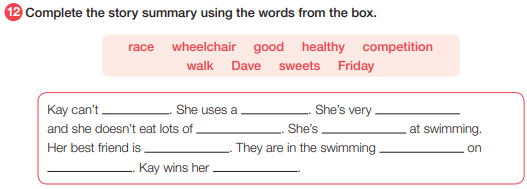 12 Complete the story summary using the words from the box.
race wheelchair good healthy competition
walk Dave sweets Friday
Kay can't __________. She uses a __________. She's very __________
and she doesn't eat lots of __________. She's __________ at swimming.
Her best friend is __________. They are in the swimming __________ on
__________. Kay wins her __________.